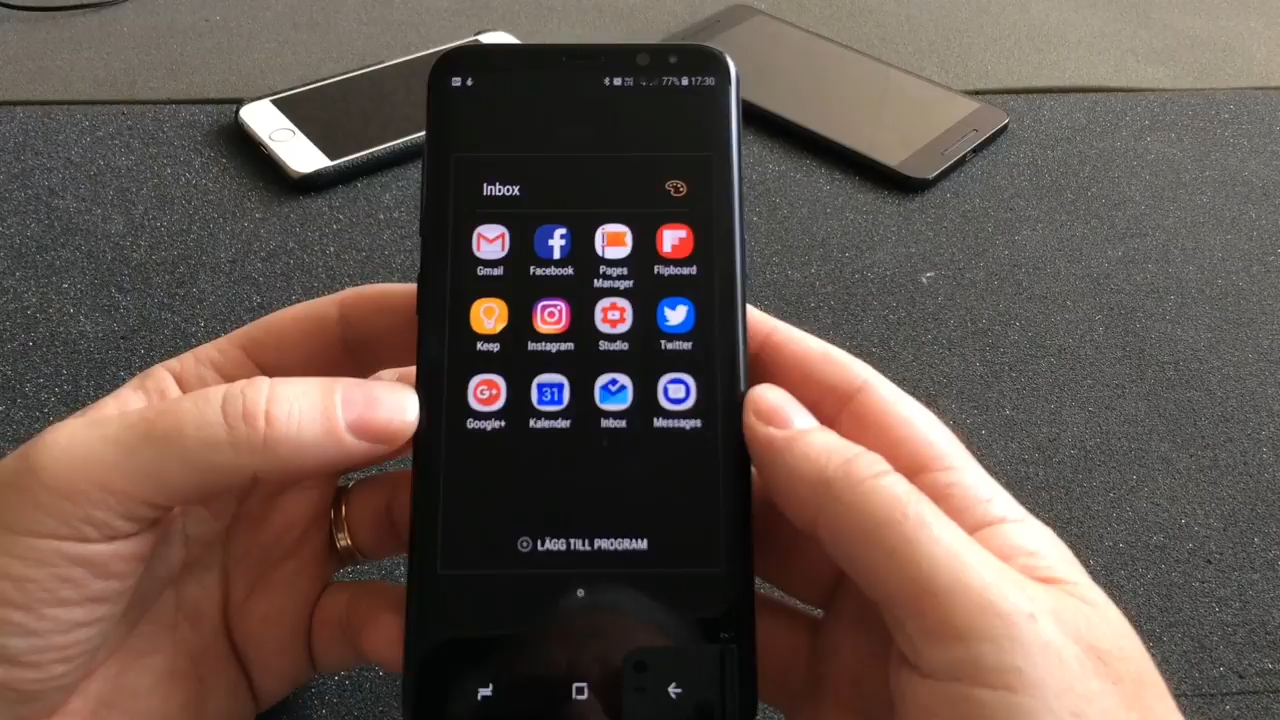 77% 17:30
Inbox
Gmail Facebook Pages Manager Flipboard
Keep Instagram Studio Twitter
31
Google+ Kalender Inbox Messages
LÄGG TILL PROGRAM